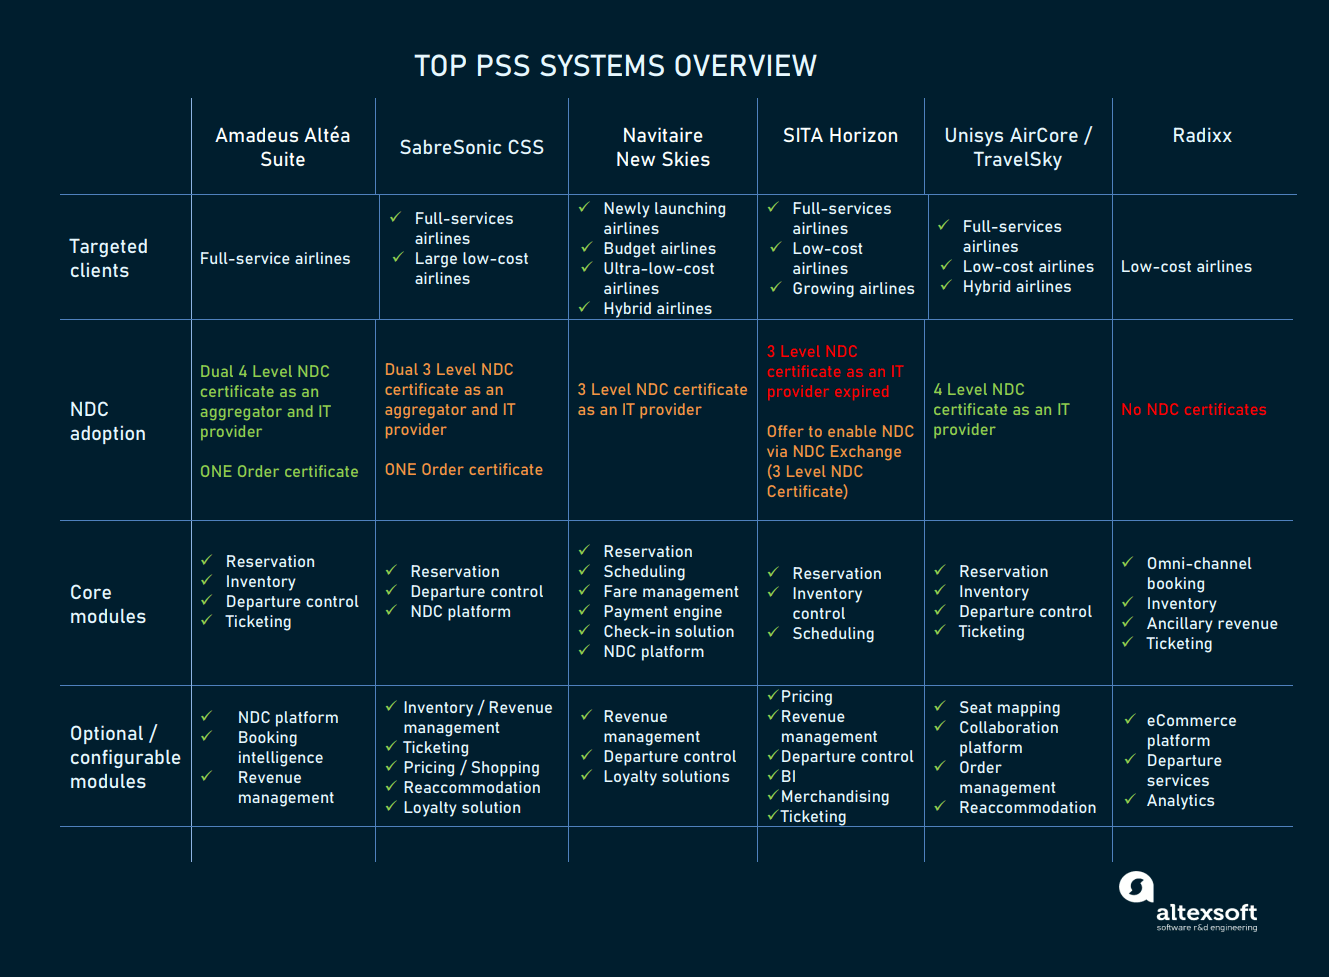 TOP PSS SYSTEMS OVERVIEW
Amadeus Altéa
Suite
SabreSonic CSS
Navitaire
New Skies
SITA Horizon
Unisys AirCore /
TravelSky
Radixx
Targeted
clients
Full-service airlines
Full-services
airlines
Large low-cost
airlines
Newly launching
airlines
Budget airlines
Ultra-low-cost
airlines
Hybrid airlines
Full-services
airlines
Low-cost
airlines
Growing airlines
Full-services
airlines
Low-cost airlines
Hybrid airlines
Low-cost airlines
NDC
adoption
Dual 4 Level NDC
certificate as an
aggregator and IT
provider
ONE Order certificate
Dual 3 Level NDC
certificate as an
aggregator and IT
provider
ONE Order certificate
3 Level NDC certificate
as an IT provider
3 Level NDC
certificate as an IT
provider expired
Offer to enable NDC
via NDC Exchange
(3 Level NDC
Certificate)
4 Level NDC
certificate as an IT
provider
No NDC certificates
Core
modules
Reservation
Inventory
Departure control
Ticketing
Reservation
Departure control
NDC platform
Reservation
Scheduling
Fare management
Payment engine
Check-in solution
NDC platform
Reservation
Inventory
control
Scheduling
Reservation
Inventory
Departure control
Ticketing
Omni-channel
booking
Inventory
Ancillary revenue
Ticketing
Optional /
configurable
modules
NDC platform
Booking
intelligence
Revenue
management
Inventory / Revenue
management
Ticketing
Pricing / Shopping
Reaccommodation
Loyalty solution
Revenue
management
Departure control
Loyalty solutions
Pricing
Revenue
management
Departure control
BI
Merchandising
Ticketing
Seat mapping
Collaboration
platform
Order
management
Reaccommodation
eCommerce
platform
Departure
services
Analytics
altexsoft
software r&d engineering